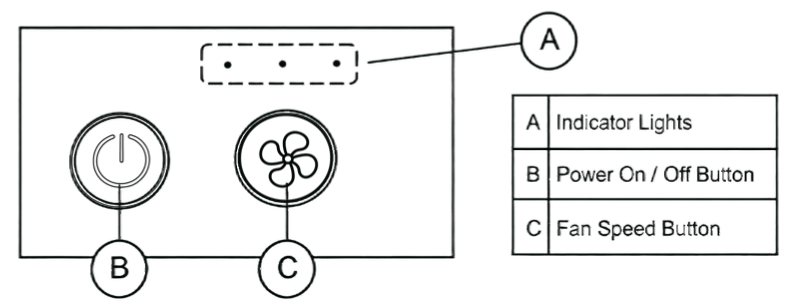 A
A Indicator Lights
B Power On / Off Button
C Fan Speed Button
B C